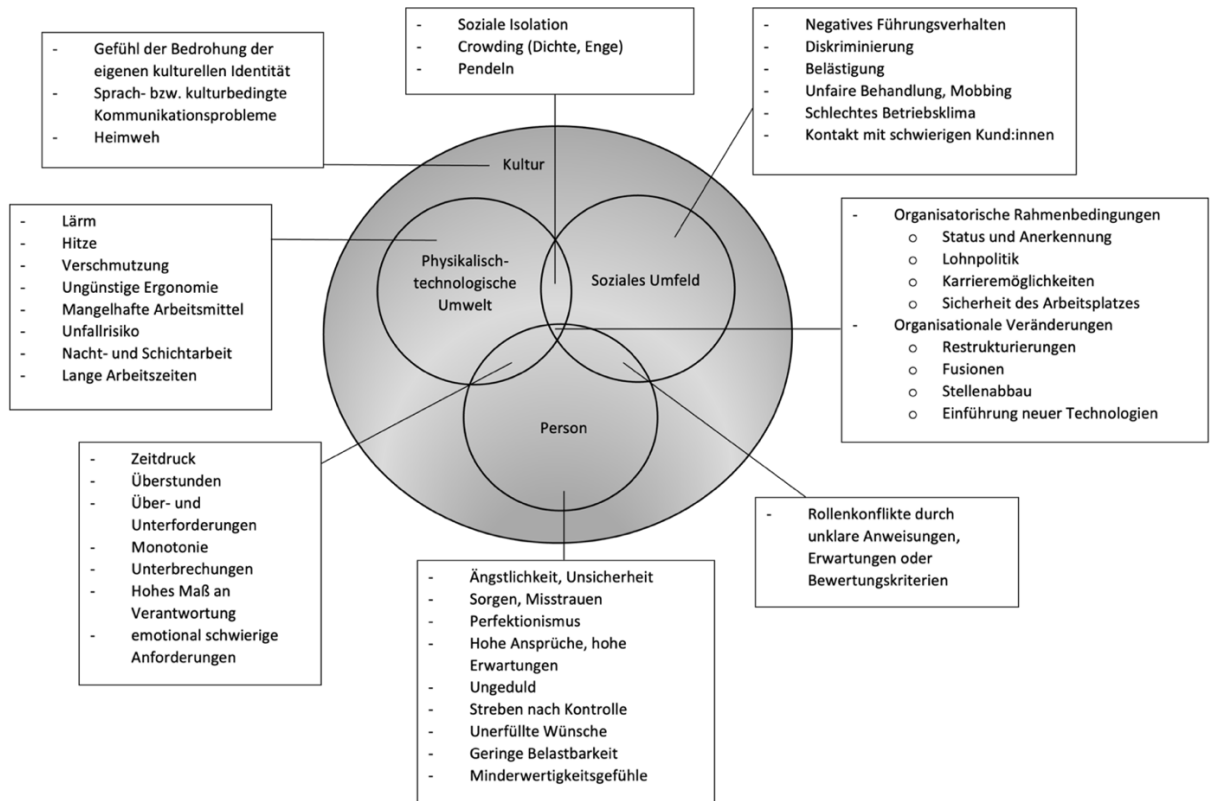 - Soziale Isolation
- Crowding (Dichte, Enge)
- Pendeln
- Negatives Führungsverhalten
- Diskriminierung
- Belästigung
- Unfaire Behandlung, Mobbing
- Schlechtes Betriebsklima
- Kontakt mit schwierigen Kund:innen
- Gefühl der Bedrohung der
eigenen kulturellen Identität
- Sprach- bzw. kulturbedingte
Kommunikationsprobleme
- Heimweh
Kultur
- Lärm
- Hitze
- Verschmutzung
- Ungünstige Ergonomie
- Mangelhafte Arbeitsmittel
- Unfallrisiko
- Nacht- und Schichtarbeit
- Lange Arbeitszeiten
Physikalisch-
technologische
Umwelt
Soziales Umfeld
- Organisatorische Rahmenbedingungen
o Status und Anerkennung
o Lohnpolitik
o Karrieremöglichkeiten
o Sicherheit des Arbeitsplatzes
- Organisationale Veränderungen
o Restrukturierungen
o Fusionen
o Stellenabbau
o Einführung neuer Technologien
Person
- Zeitdruck
- Überstunden
- Über- und
Unterforderungen
- Monotonie
- Unterbrechungen
- Hohes Maß an
Verantwortung
- emotional schwierige
Anforderungen
- Rollenkonflikte durch
unklare Anweisungen,
Erwartungen oder
Bewertungskriterien
- Ängstlichkeit, Unsicherheit
- Sorgen, Misstrauen
- Perfektionismus
- Hohe Ansprüche, hohe
Erwartungen
- Ungeduld
- Streben nach Kontrolle
- Unerfüllte Wünsche
- Geringe Belastbarkeit
- Minderwertigkeitsgefühle